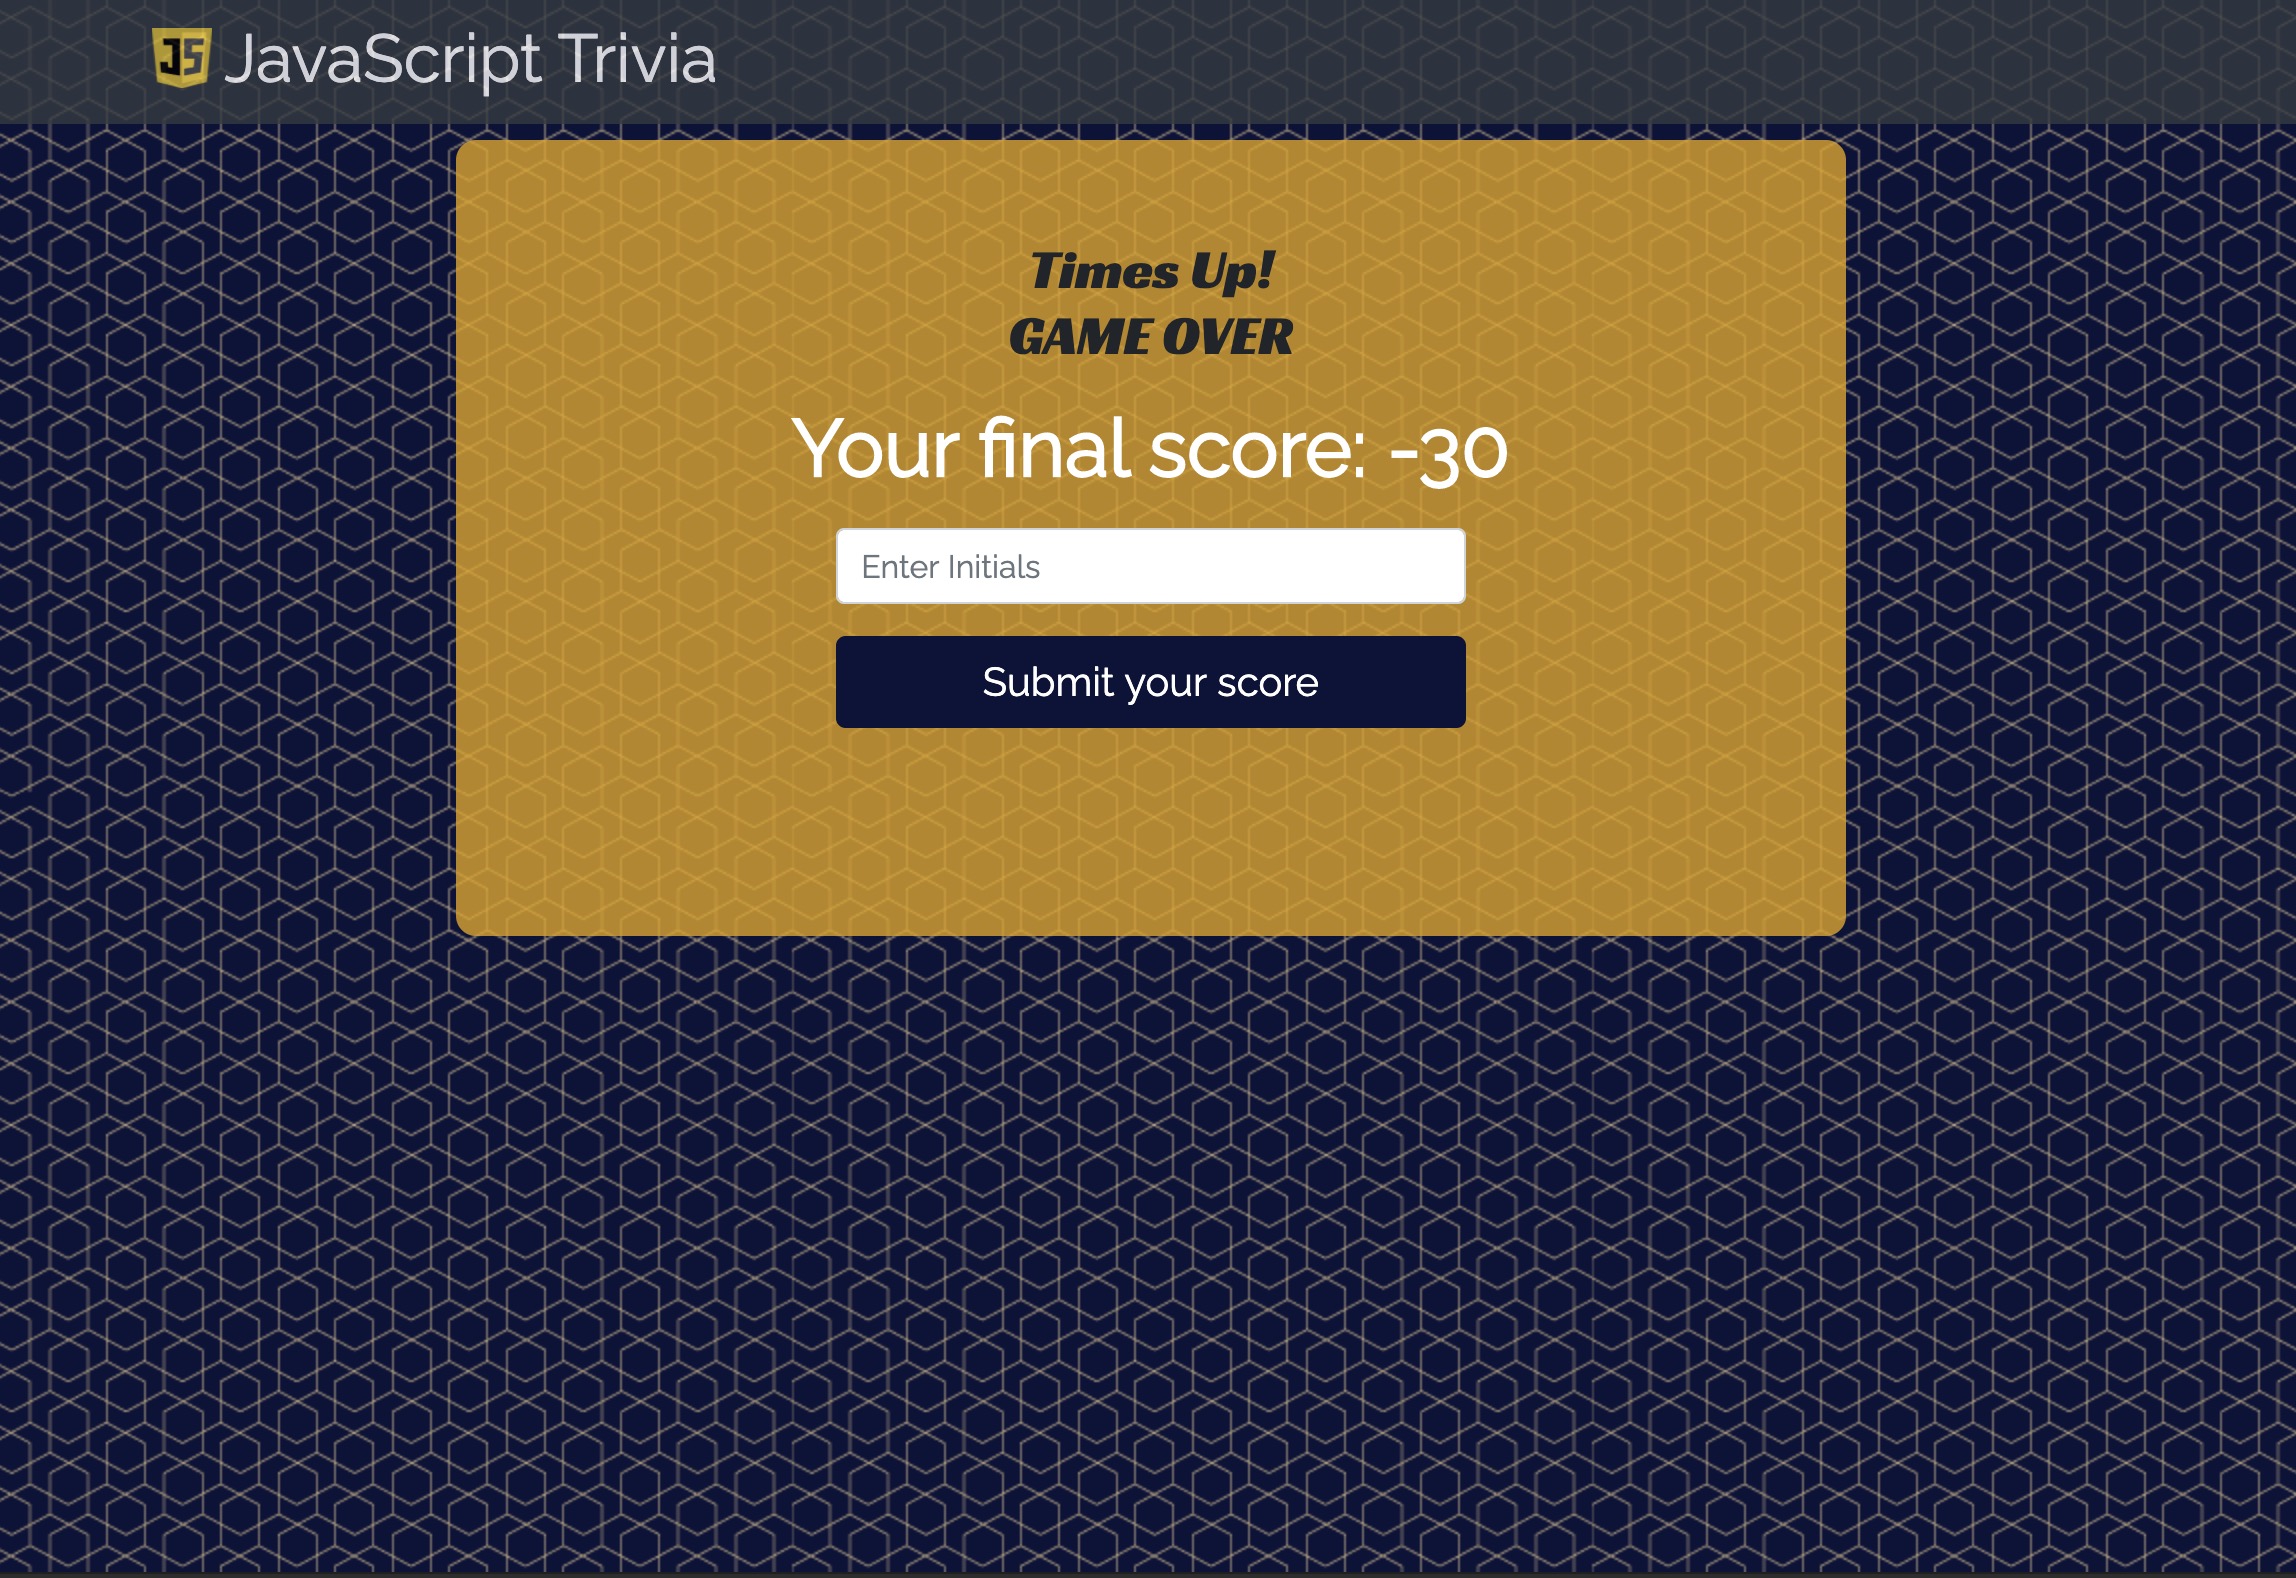 JS JavaScript Trivia
Times Up!
GAME OVER
Your final score: -30
Enter Initials
Submit your score